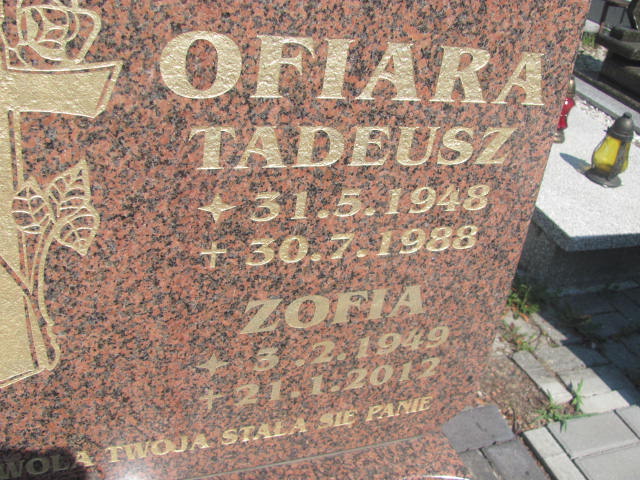 OFIARA
TADEUSZ
✦ 31.5.1948
+ 30.7.1988
ZOFIA
✦ 3.2.1949
+ 21.1.2012
WOLA TWOJA STAŁA SIĘ PANIE